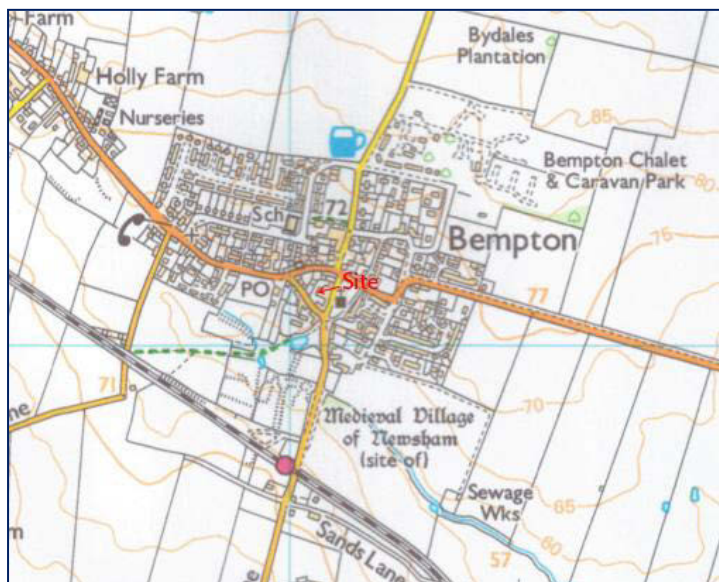 Farm
Bydales
Plantation
Holly Farm
Nurseries
85
80
Bempton Chalet
& Caravan Park
Sch
72
75
Bempton
PO
Site
77
71
70
Medieval Village
of Newsham
(site of)
Sewage
Wks
65
60
57
Sands Lane